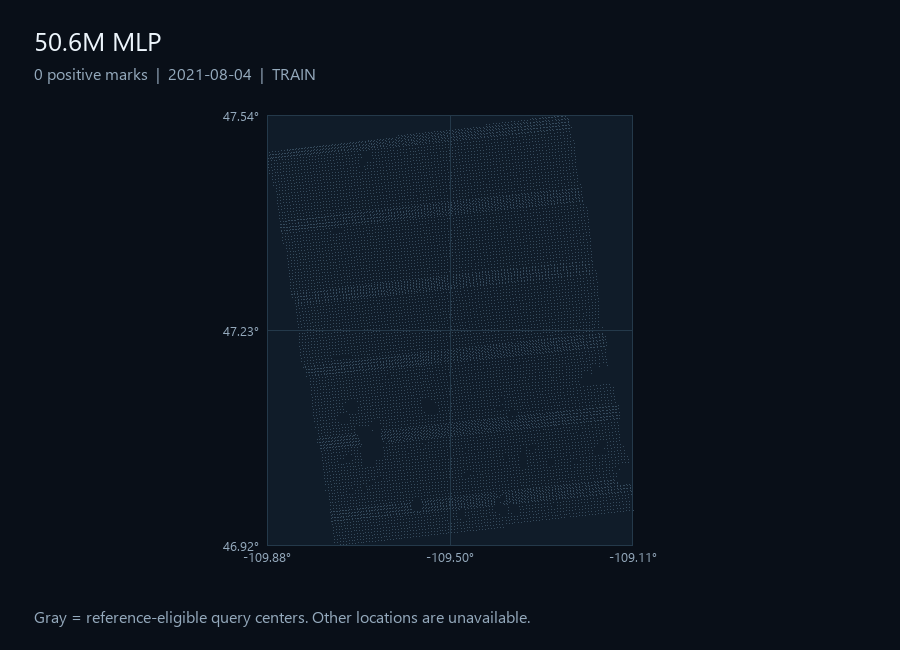 50.6M MLP
0 positive marks | 2021-08-04 | TRAIN
47.54°
47.23°
46.92°
-109.88° -109.50° -109.11°
Gray = reference-eligible query centers. Other locations are unavailable.